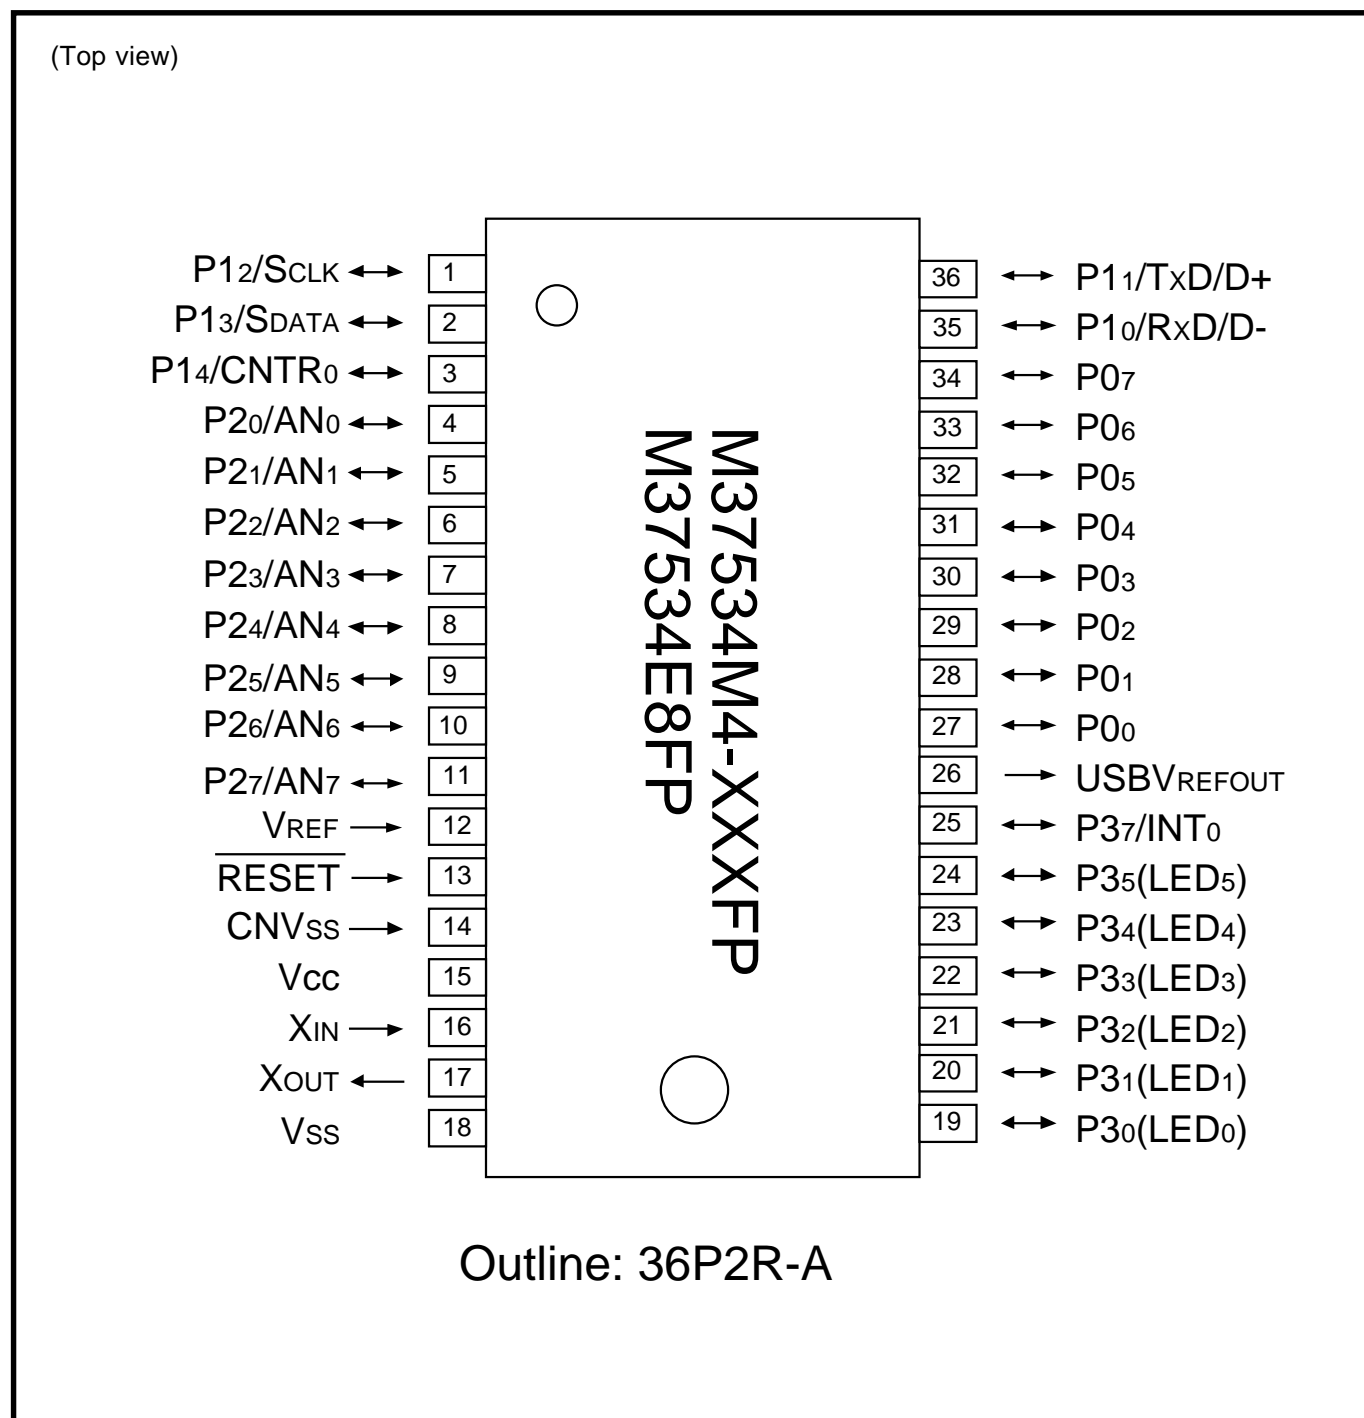 (Top view)
P12/SCLK 1
P13/SDATA 2
P14/CNTR0 3
P20/AN0 4
P21/AN1 5
P22/AN2 6
P23/AN3 7
P24/AN4 8
P25/AN5 9
P26/AN6 10
P27/AN7 11
VREF 12
RESET 13
CNVSS 14
Vcc 15
XIN 16
XOUT 17
VSS 18
M37534M4-XXXFP
M37534E8FP
36 P11/TxD/D+
35 P10/RxD/D-
34 P07
33 P06
32 P05
31 P04
30 P03
29 P02
28 P01
27 P00
26 USBVREFOUT
25 P37/INT0
24 P35(LED5)
23 P34(LED4)
22 P33(LED3)
21 P32(LED2)
20 P31(LED1)
19 P30(LED0)
Outline: 36P2R-A